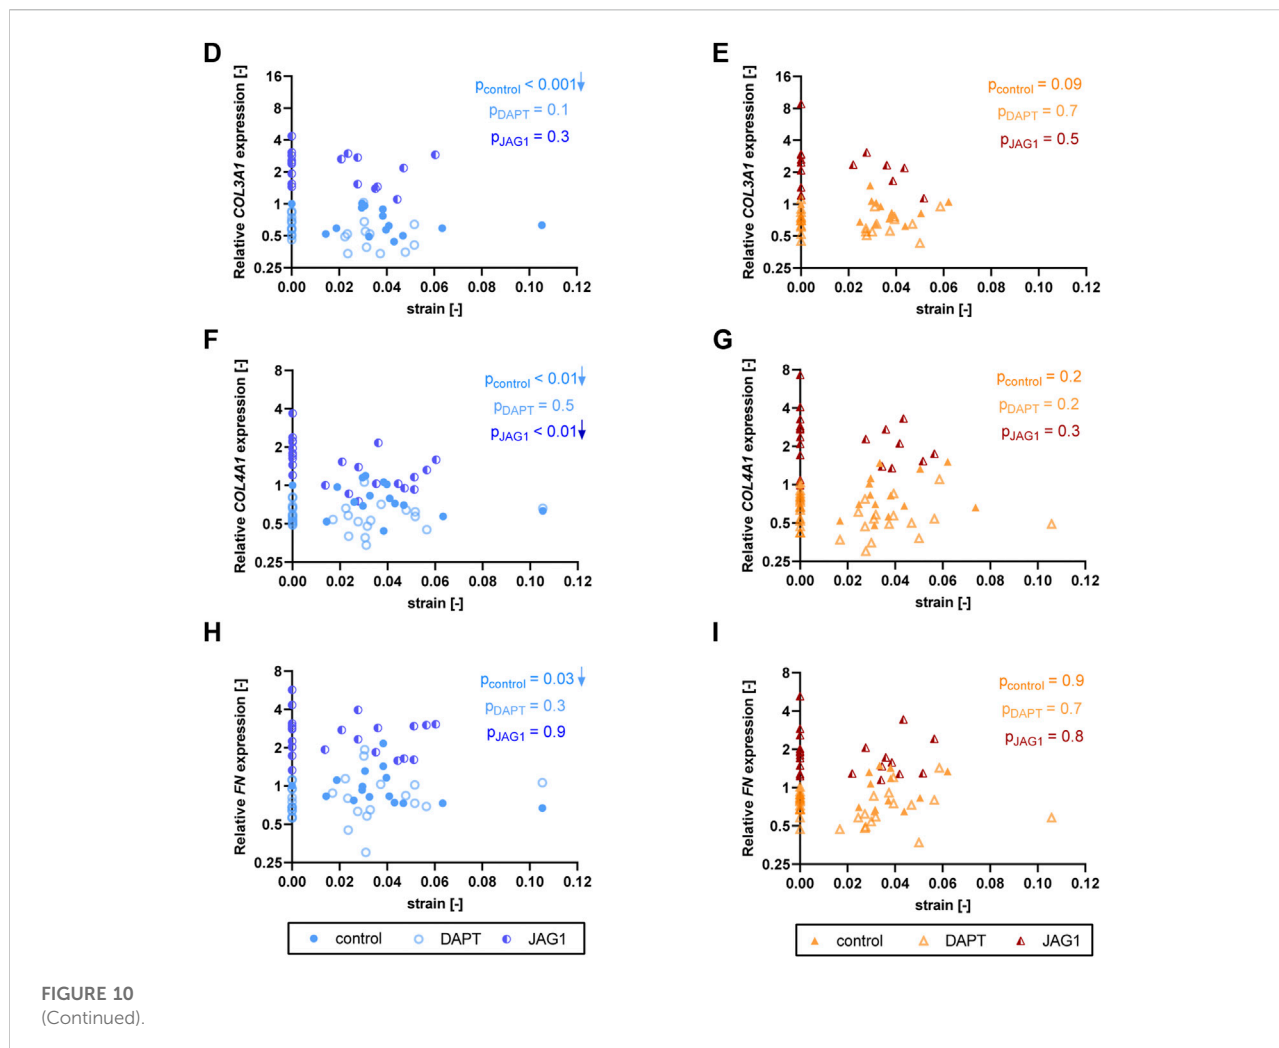 D
Relative COL3A1 expression [-]
16
8
4
2
1
0.5
0.25
0.00 0.02 0.04 0.06 0.08 0.10 0.12
strain [-]
pcontrol < 0.001↓
pDAPT = 0.1
pJAG1 = 0.3
E
Relative COL3A1 expression [-]
16
8
4
2
1
0.5
0.25
0.00 0.02 0.04 0.06 0.08 0.10 0.12
strain [-]
pcontrol = 0.09
pDAPT = 0.7
pJAG1 = 0.5
F
Relative COL4A1 expression [-]
8
4
2
1
0.5
0.25
0.00 0.02 0.04 0.06 0.08 0.10 0.12
strain [-]
pcontrol < 0.01↓
pDAPT = 0.5
pJAG1 < 0.01↓
G
Relative COL4A1 expression [-]
8
4
2
1
0.5
0.25
0.00 0.02 0.04 0.06 0.08 0.10 0.12
strain [-]
pcontrol = 0.2
pDAPT = 0.2
pJAG1 = 0.3
H
Relative FN expression [-]
8
4
2
1
0.5
0.25
0.00 0.02 0.04 0.06 0.08 0.10 0.12
strain [-]
pcontrol = 0.03↓
pDAPT = 0.3
pJAG1 = 0.9
I
Relative FN expression [-]
8
4
2
1
0.5
0.25
0.00 0.02 0.04 0.06 0.08 0.10 0.12
strain [-]
pcontrol = 0.9
pDAPT = 0.7
pJAG1 = 0.8
control DAPT JAG1
control DAPT JAG1
FIGURE 10
(Continued).